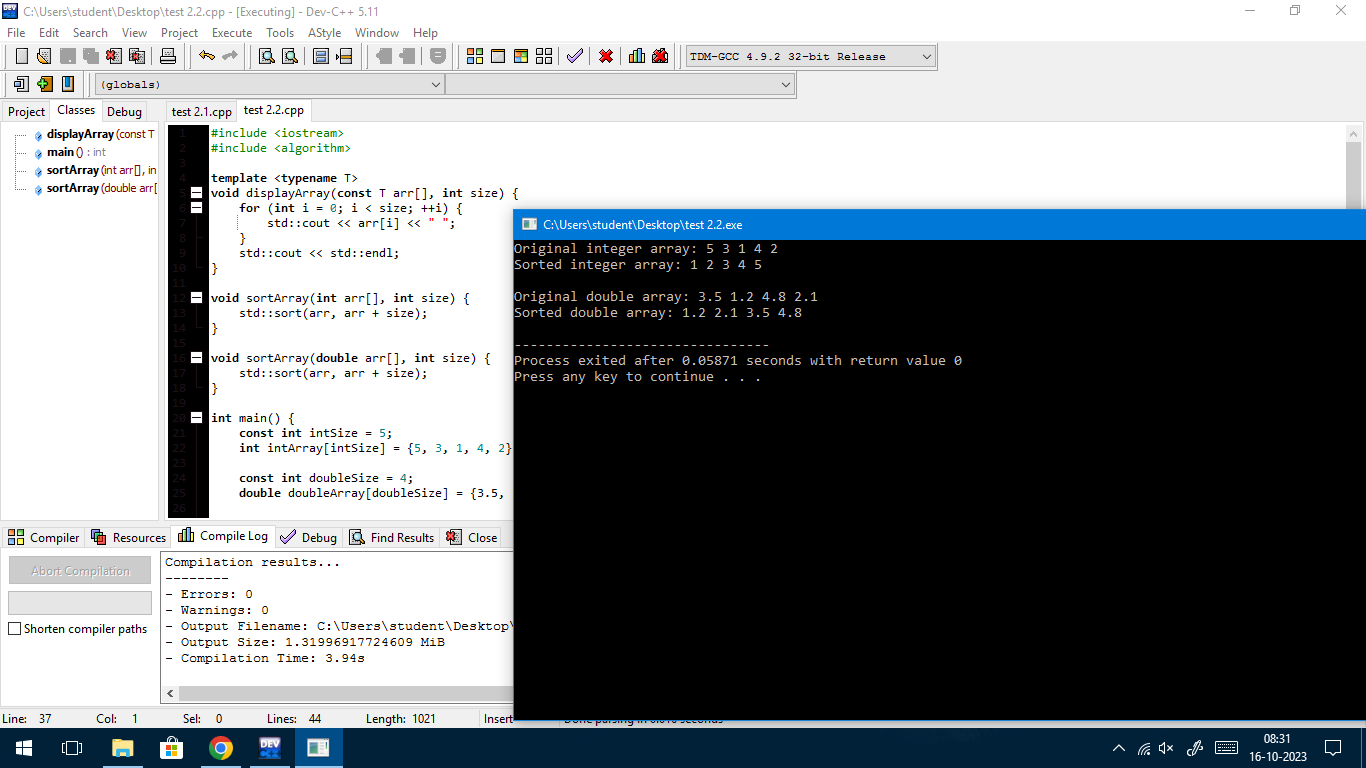 C:\Users\student\Desktop\test 2.2.cpp - [Executing] - Dev-C++ 5.11
File Edit Search View Project Execute Tools AStyle Window Help
TDM-GCC 4.9.2 32-bit Release
(globals)
Project Classes Debug
test 2.1.cpp test 2.2.cpp
displayArray (const T
main () : int
sortArray (int arr[], in
sortArray (double arr[
1 #include <iostream>
2 #include <algorithm>
3
4 template <typename T>
5 void displayArray(const T arr[], int size) {
6 for (int i = 0; i < size; ++i) {
7 std::cout << arr[i] << " ";
8 }
9 std::cout << std::endl;
10 }
11
12 void sortArray(int arr[], int size) {
13 std::sort(arr, arr + size);
14 }
15
16 void sortArray(double arr[], int size) {
17 std::sort(arr, arr + size);
18 }
19
20 int main() {
21 const int intSize = 5;
22 int intArray[intSize] = {5, 3, 1, 4, 2}
23
24 const int doubleSize = 4;
25 double doubleArray[doubleSize] = {3.5,
26
C:\Users\student\Desktop\test 2.2.exe
Original integer array: 5 3 1 4 2
Sorted integer array: 1 2 3 4 5
Original double array: 3.5 1.2 4.8 2.1
Sorted double array: 1.2 2.1 3.5 4.8
--------------------------------
Process exited after 0.05871 seconds with return value 0
Press any key to continue . . .
Compiler Resources Compile Log Debug Find Results Close
Abort Compilation
Shorten compiler paths
Compilation results...
--------
- Errors: 0
- Warnings: 0
- Output Filename: C:\Users\student\Desktop\
- Output Size: 1.31996917724609 MiB
- Compilation Time: 3.94s
Line: 37 Col: 1 Sel: 0 Lines: 44 Length: 1021 Insert
08:31
16-10-2023